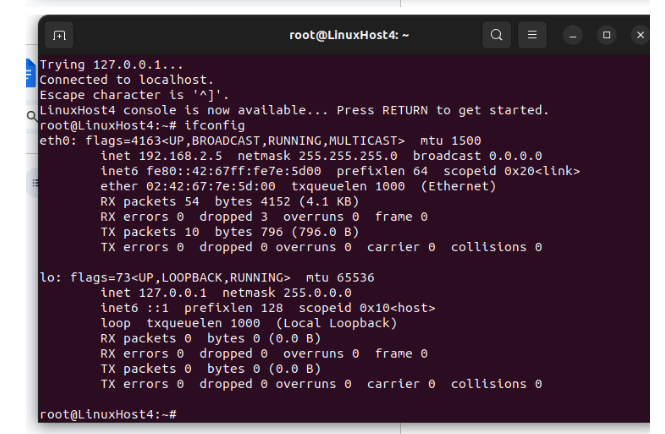 root@LinuxHost4: ~
Trying 127.0.0.1...
Connected to localhost.
Escape character is '^]'.
LinuxHost4 console is now available... Press RETURN to get started.
root@LinuxHost4:~# ifconfig
eth0: flags=4163<UP,BROADCAST,RUNNING,MULTICAST>  mtu 1500
        inet 192.168.2.5  netmask 255.255.255.0  broadcast 0.0.0.0
        inet6 fe80::42:67ff:fe7e:5d00  prefixlen 64  scopeid 0x20<link>
        ether 02:42:67:7e:5d:00  txqueuelen 1000  (Ethernet)
        RX packets 54  bytes 4152 (4.1 KB)
        RX errors 0  dropped 3  overruns 0  frame 0
        TX packets 10  bytes 796 (796.0 B)
        TX errors 0  dropped 0 overruns 0  carrier 0  collisions 0

lo: flags=73<UP,LOOPBACK,RUNNING>  mtu 65536
        inet 127.0.0.1  netmask 255.0.0.0
        inet6 ::1  prefixlen 128  scopeid 0x10<host>
        loop  txqueuelen 1000  (Local Loopback)
        RX packets 0  bytes 0 (0.0 B)
        RX errors 0  dropped 0  overruns 0  frame 0
        TX packets 0  bytes 0 (0.0 B)
        TX errors 0  dropped 0 overruns 0  carrier 0  collisions 0

root@LinuxHost4:~#